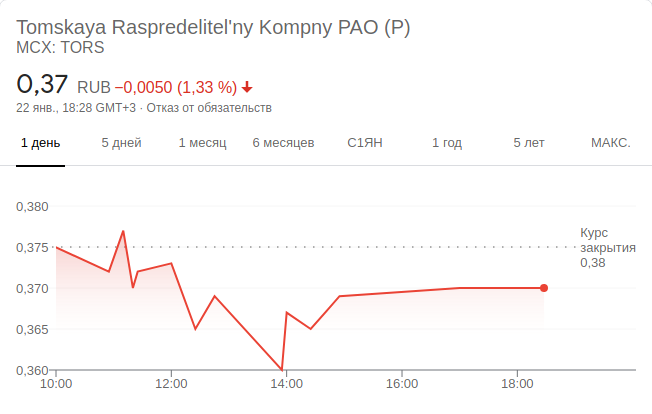 Tomskaya Raspredelitel'ny Kompny PAO (P)
MCX: TORS
0,37 RUB −0,0050 (1,33 %)
22 янв., 18:28 GMT+3 · Отказ от обязательств
1 день 5 дней 1 месяц 6 месяцев С1ЯН 1 год 5 лет МАКС.
0,380
Курс
0,375 закрытия
0,38
0,370
0,365
0,360
10:00 12:00 14:00 16:00 18:00